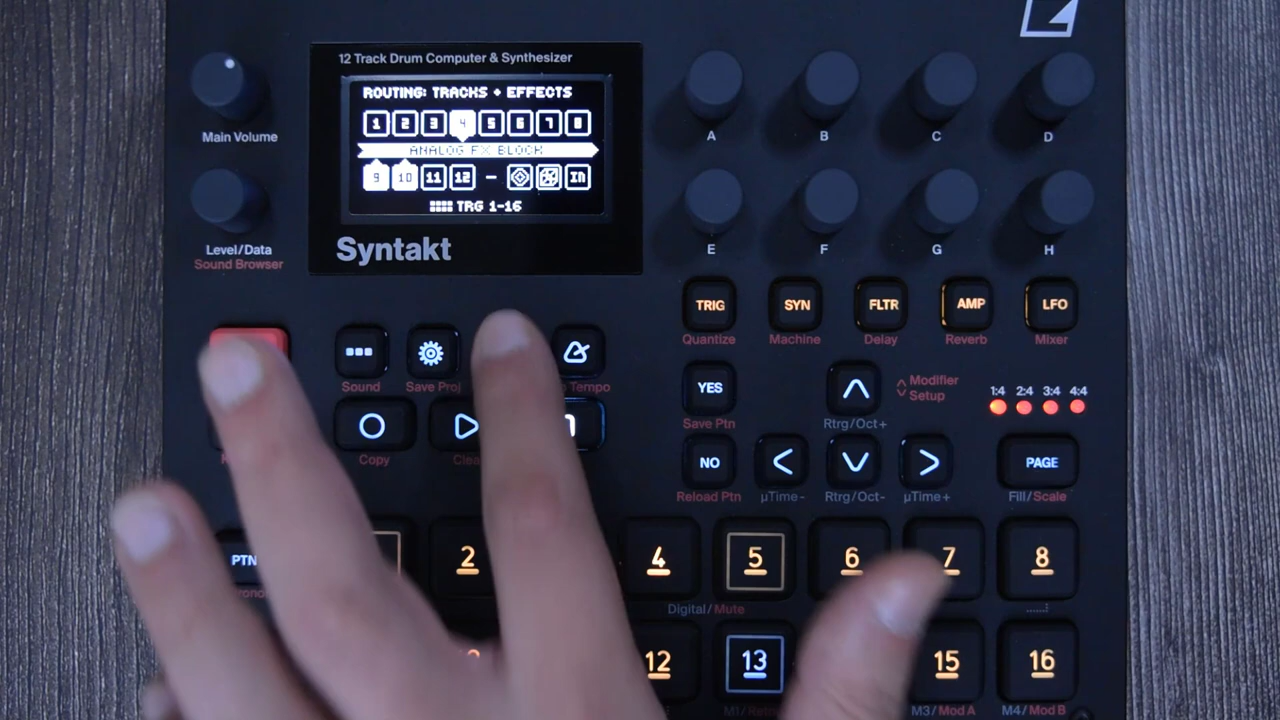 12 Track Drum Computer & Synthesizer
ROUTING: TRACKS + EFFECTS
1 2 3 4 5 6 7 8
ANALOG FX BLOCK
9 10 11 12 – IN
TRG 1-16
Syntakt
Main Volume
Level/Data
Sound Browser
A B C D
E F G H
TRIG SYN FLTR AMP LFO
Quantize Machine Delay Reverb Mixer
Sound Save Proj Tempo
YES
Save Ptn
Rtrg/Oct+
Modifier
Setup
1:4 2:4 3:4 4:4
Copy
NO
PAGE
Reload Ptn µTime- Rtrg/Oct- µTime+ Fill/Scale
PTN 2 4 5 6 7 8
Digital/Mute
12 13 15 16
M3/Mod A M4/Mod B